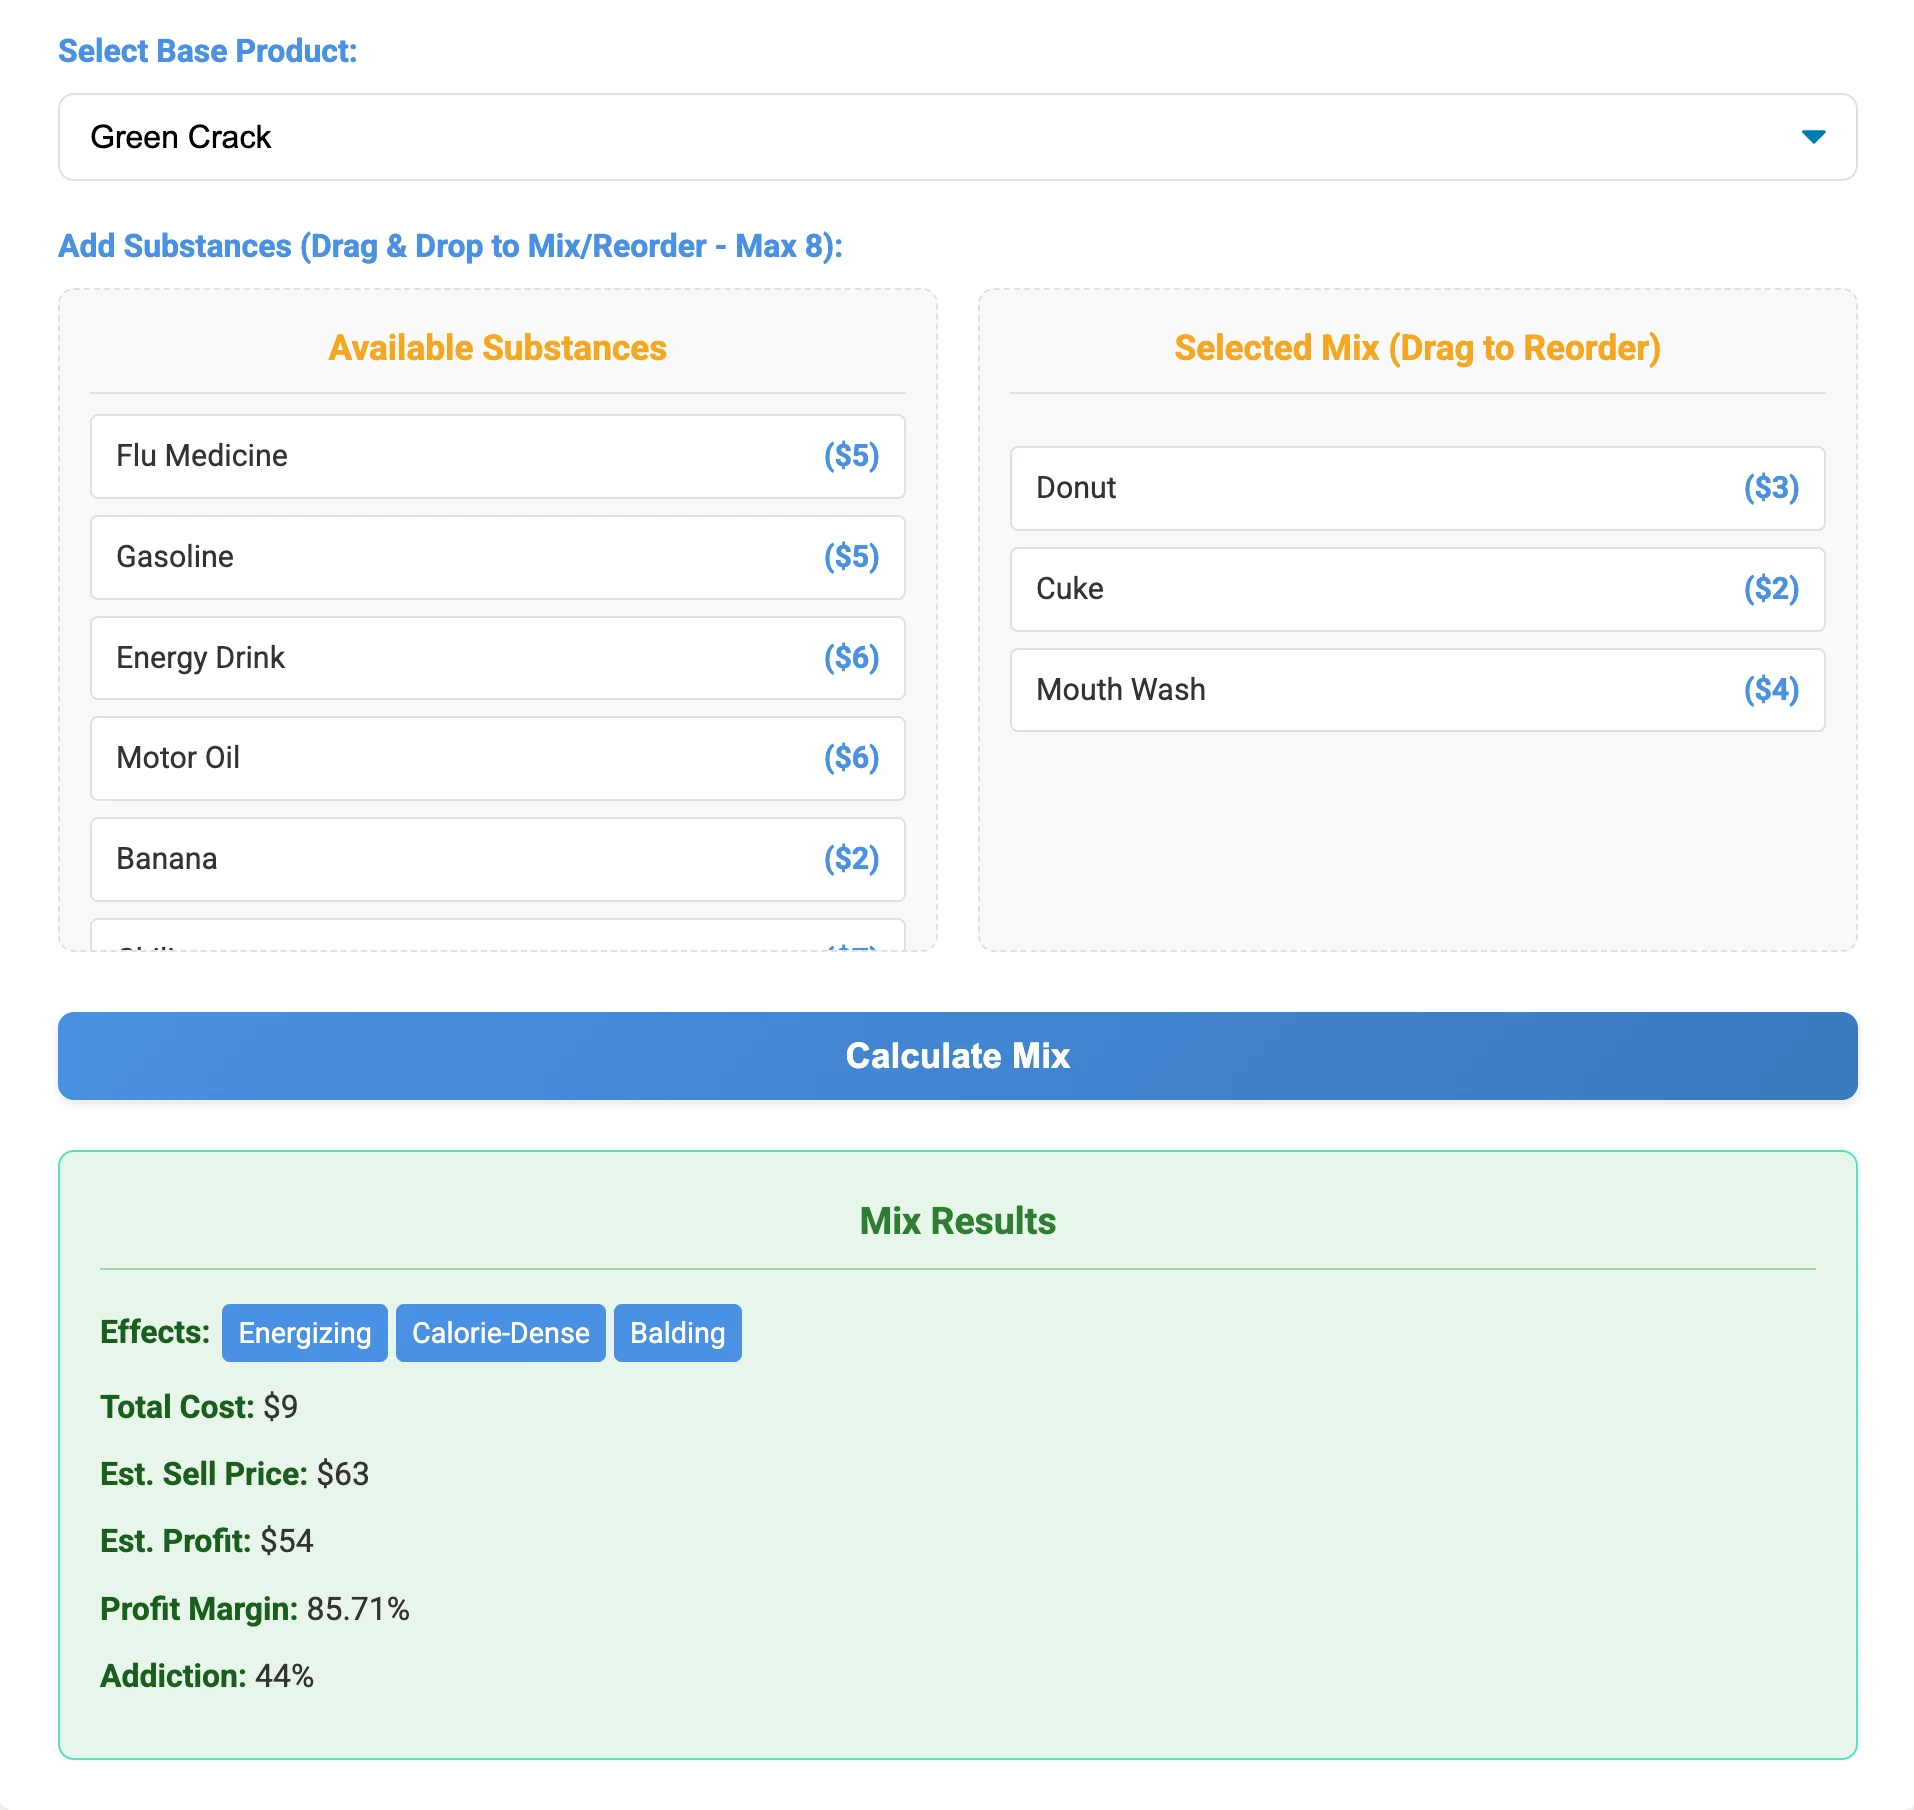 Select Base Product:
Green Crack
Add Substances (Drag & Drop to Mix/Reorder - Max 8):
Available Substances
Flu Medicine ($5)
Gasoline ($5)
Energy Drink ($6)
Motor Oil ($6)
Banana ($2)
Selected Mix (Drag to Reorder)
Donut ($3)
Cuke ($2)
Mouth Wash ($4)
Calculate Mix
Mix Results
Effects: Energizing Calorie-Dense Balding
Total Cost: $9
Est. Sell Price: $63
Est. Profit: $54
Profit Margin: 85.71%
Addiction: 44%